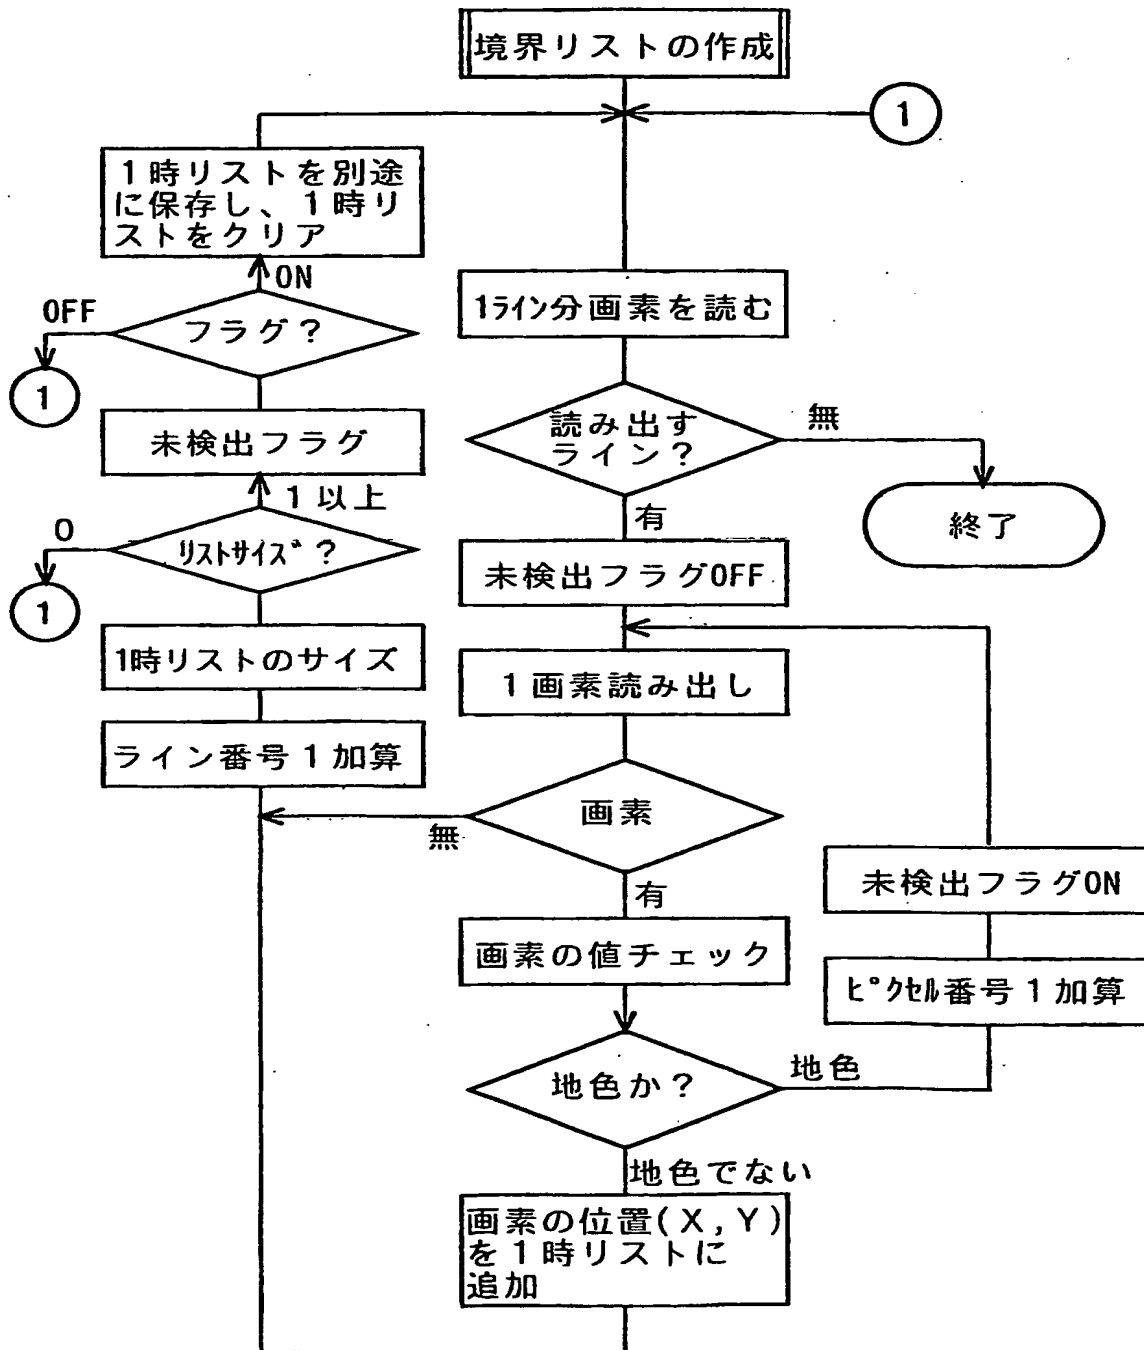 境界リストの作成
1
1時リストを別途
に保存し、1時リ
ストをクリア
ON
OFF
フラグ?
1
1ライン分画素を読む
読み出す
ライン?
無
終了
有
未検出フラグ
1以上
0
リストサイズ?
1
未検出フラグOFF
1時リストのサイズ
1画素読み出し
ライン番号1加算
画素
無
有
未検出フラグON
画素の値チェック
ピクセル番号1加算
地色か?
地色
地色でない
画素の位置(X,Y)
を1時リストに
追加